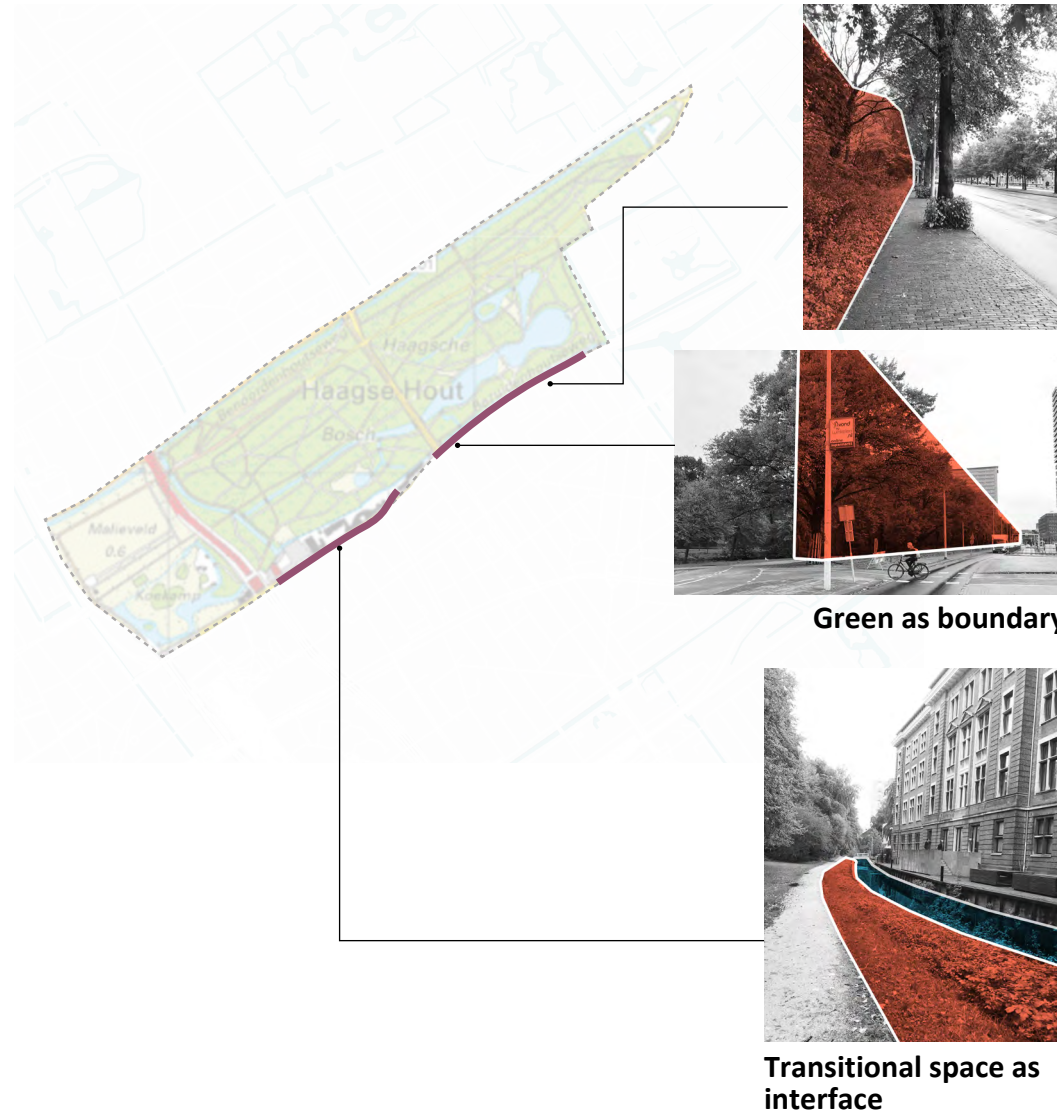 Haagsche
Haagse Hout
Bosch
Malieveld
0.6
Koekamp
Green as boundary
Transitional space as
interface